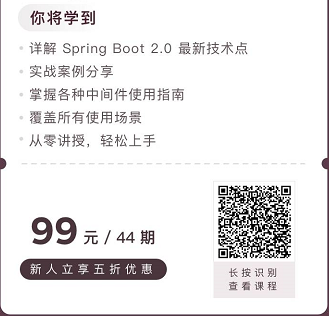 你将学到
详解 Spring Boot 2.0 最新技术点
实战案例分享
掌握各种中间件使用指南
覆盖所有使用场景
从零讲授，轻松上手
99 元 / 44 期
新人立享五折优惠
长按识别
查看课程